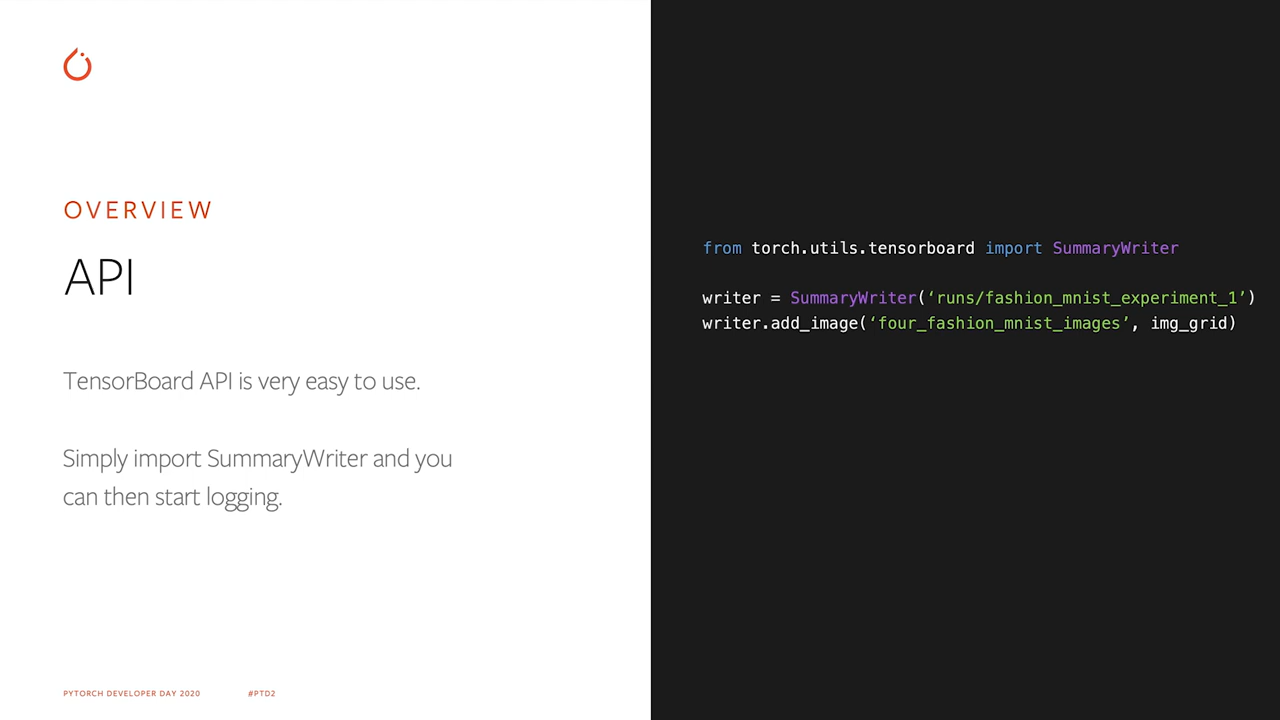 OVERVIEW
API
TensorBoard API is very easy to use.
Simply import SummaryWriter and you
can then start logging.
from torch.utils.tensorboard import SummaryWriter
writer = SummaryWriter(‘runs/fashion_mnist_experiment_1’)
writer.add_image(‘four_fashion_mnist_images’, img_grid)
PYTORCH DEVELOPER DAY 2020
#PTD2